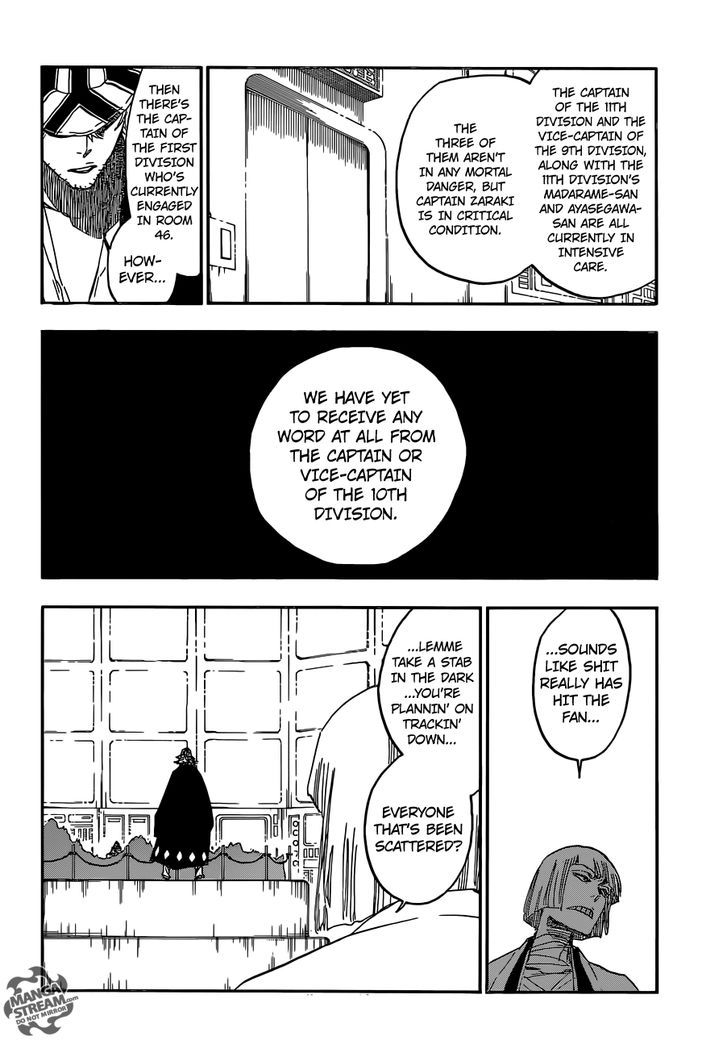 THE CAPTAIN
OF THE 11TH
DIVISION AND THE
VICE-CAPTAIN OF
THE 9TH DIVISION,
ALONG WITH THE
11TH DIVISION'S
MADARAME-SAN
AND AYASEGAWA-
SAN ARE ALL
CURRENTLY IN
INTENSIVE
CARE.
THE
THREE OF
THEM AREN'T
IN ANY MORTAL
DANGER, BUT
CAPTAIN ZARAKI
IS IN CRITICAL
CONDITION.
THEN
THERE'S
THE CAP-
TAIN OF
THE FIRST
DIVISION
WHO'S
CURRENTLY
ENGAGED
IN ROOM
46.
HOW-
EVER...
WE HAVE YET
TO RECEIVE ANY
WORD AT ALL FROM
THE CAPTAIN OR
VICE-CAPTAIN
OF THE 10TH
DIVISION.
...SOUNDS
LIKE SHIT
REALLY HAS
HIT THE
FAN...
...LEMME
TAKE A STAB
IN THE DARK
...YOU'RE
PLANNIN' ON
TRACKIN'
DOWN...
EVERYONE
THAT'S BEEN
SCATTERED?
MANGA
STREAM.com
DO NOT MIRROR!